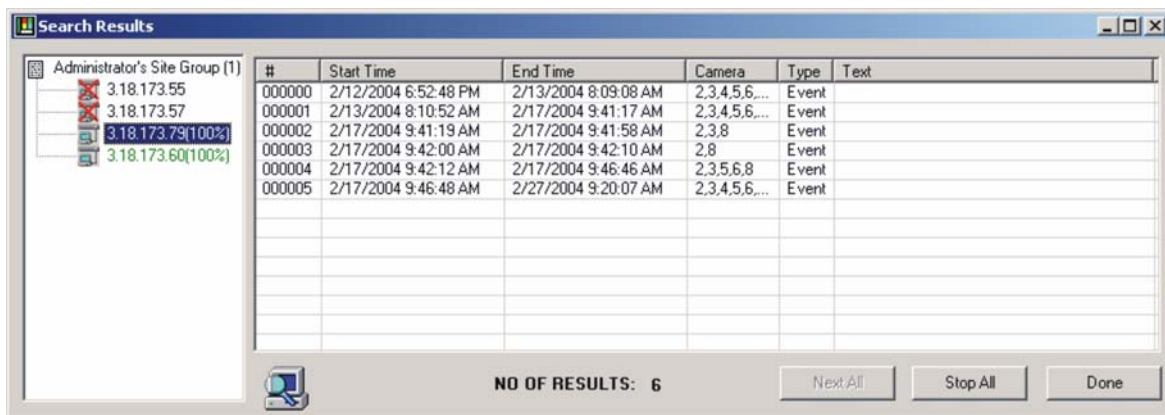 Search Results
Administrator's Site Group (1)
3.18.173.55
3.18.173.57
3.18.173.79(100%)
3.18.173.60(100%)
# Start Time End Time Camera Type Text
000000 2/12/2004 6:52:48 PM 2/13/2004 8:09:08 AM 2,3,4,5,6,... Event
000001 2/13/2004 8:10:52 AM 2/17/2004 9:41:17 AM 2,3,4,5,6,... Event
000002 2/17/2004 9:41:19 AM 2/17/2004 9:41:58 AM 2,3,8 Event
000003 2/17/2004 9:42:00 AM 2/17/2004 9:42:10 AM 2,8 Event
000004 2/17/2004 9:42:12 AM 2/17/2004 9:46:46 AM 2,3,5,6,8 Event
000005 2/17/2004 9:46:48 AM 2/27/2004 9:20:07 AM 2,3,4,5,6,... Event
NO OF RESULTS: 6
Next All Stop All Done